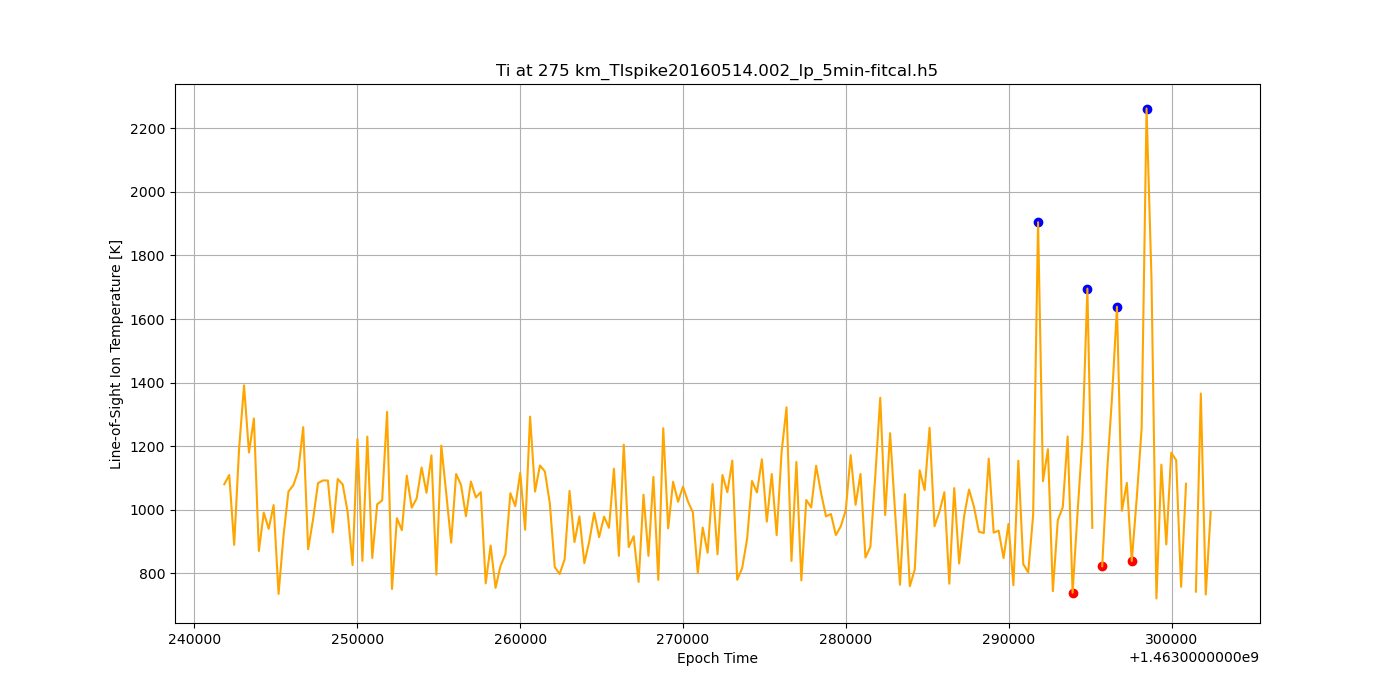 Ti at 275 km_TIspike20160514.002_lp_5min-fitcal.h5
Line-of-Sight Ion Temperature [K]
2200
2000
1800
1600
1400
1200
1000
800
240000 250000 260000 270000 280000 290000 300000
Epoch Time
+1.4630000000e9